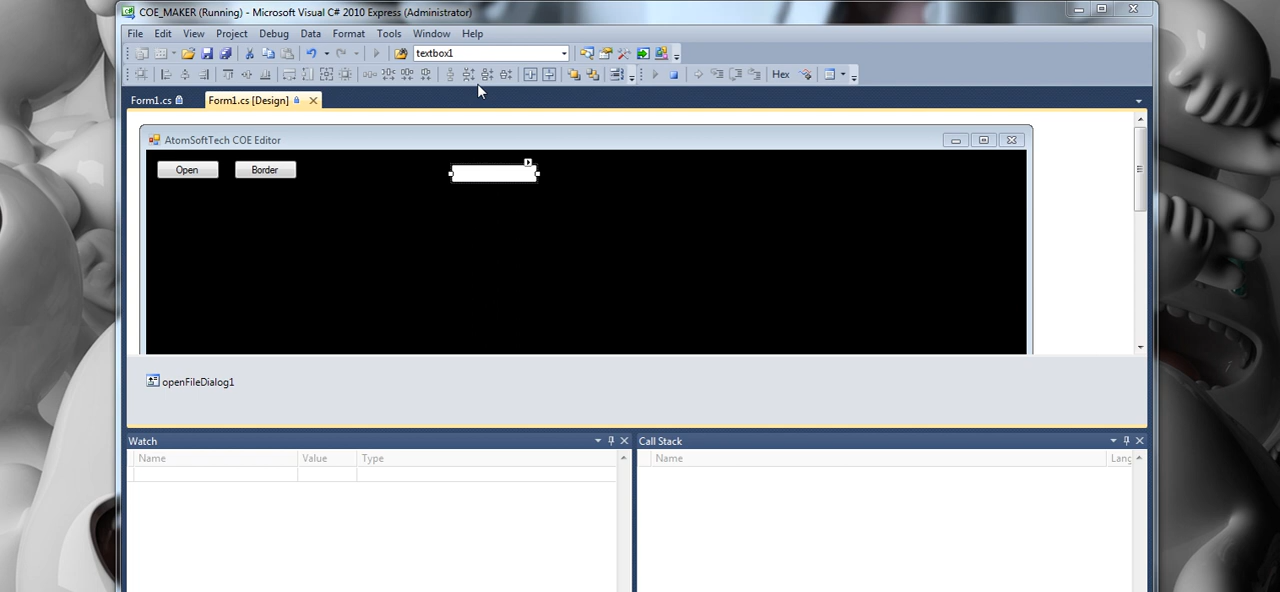 COE_MAKER (Running) - Microsoft Visual C# 2010 Express (Administrator)
File Edit View Project Debug Data Format Tools Window Help
textbox1
Hex
Form1.cs Form1.cs [Design]
AtomSoftTech COE Editor
Open Border
openFileDialog1
Watch
Name Value Type
Call Stack
Name Lang